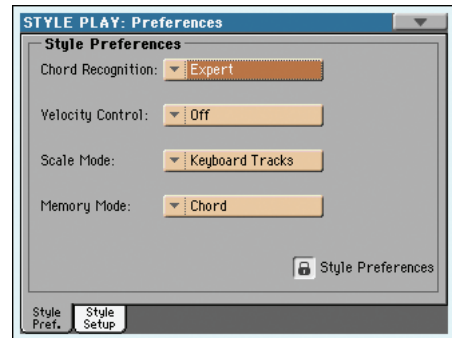 STYLE PLAY: Preferences
Style Preferences
Chord Recognition: Expert
Velocity Control: Off
Scale Mode: Keyboard Tracks
Memory Mode: Chord
Style Preferences
Style Pref.
Style Setup